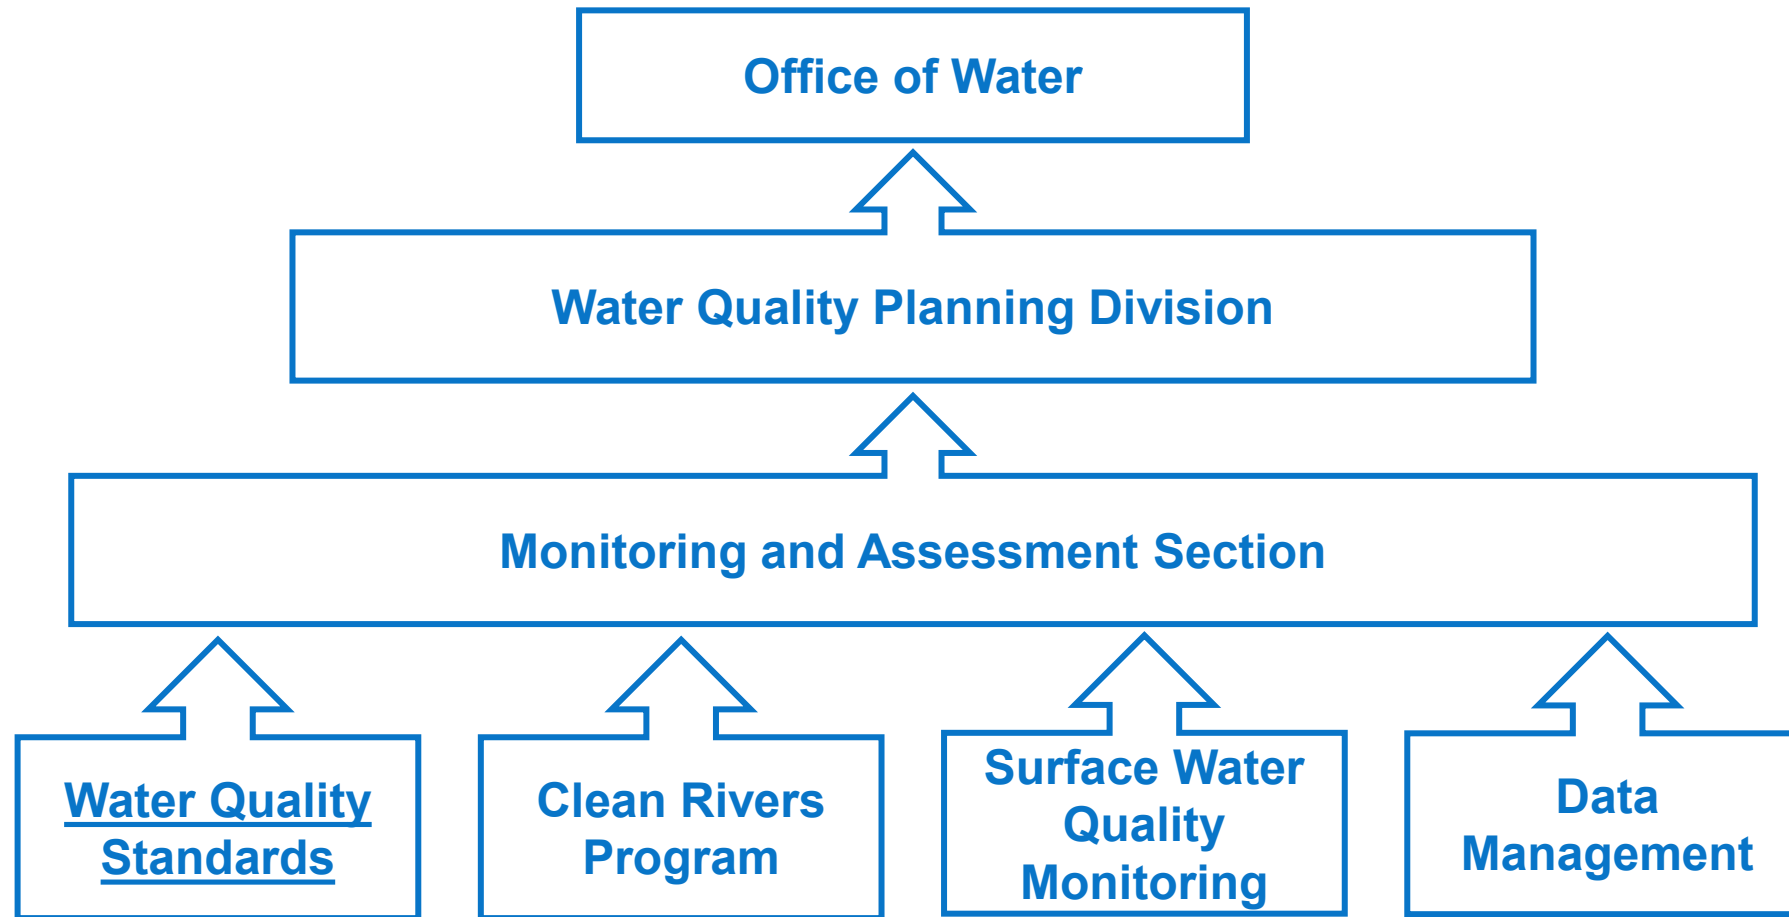 Office of Water
Water Quality Planning Division
Monitoring and Assessment Section
Water Quality
Standards
Clean Rivers
Program
Surface Water
Quality
Monitoring
Data
Management